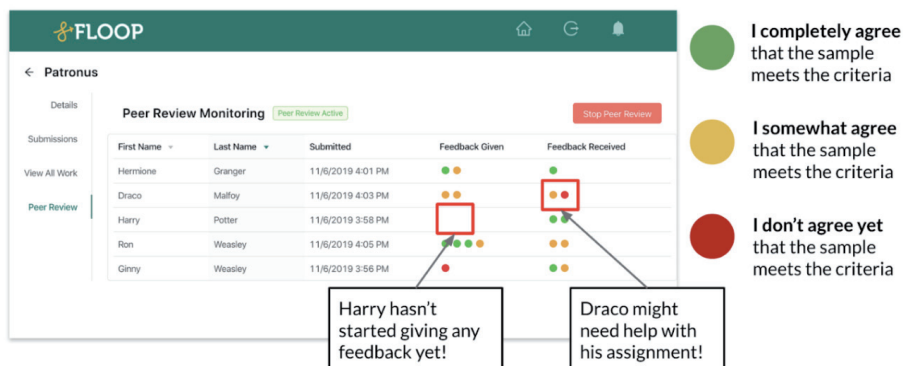 FLOOP
← Patronus
Details
Submissions
View All Work
Peer Review
Peer Review Monitoring Peer Review Active Stop Peer Review
First Name Last Name Submitted Feedback Given Feedback Received
Hermione Granger 11/6/2019 4:01 PM
Draco Malfoy 11/6/2019 4:03 PM
Harry Potter 11/6/2019 3:58 PM
Ron Weasley 11/6/2019 4:05 PM
Ginny Weasley 11/6/2019 3:56 PM
Harry hasn't
started giving any
feedback yet!
Draco might
need help with
his assignment!
I completely agree
that the sample
meets the criteria
I somewhat agree
that the sample
meets the criteria
I don't agree yet
that the sample
meets the criteria